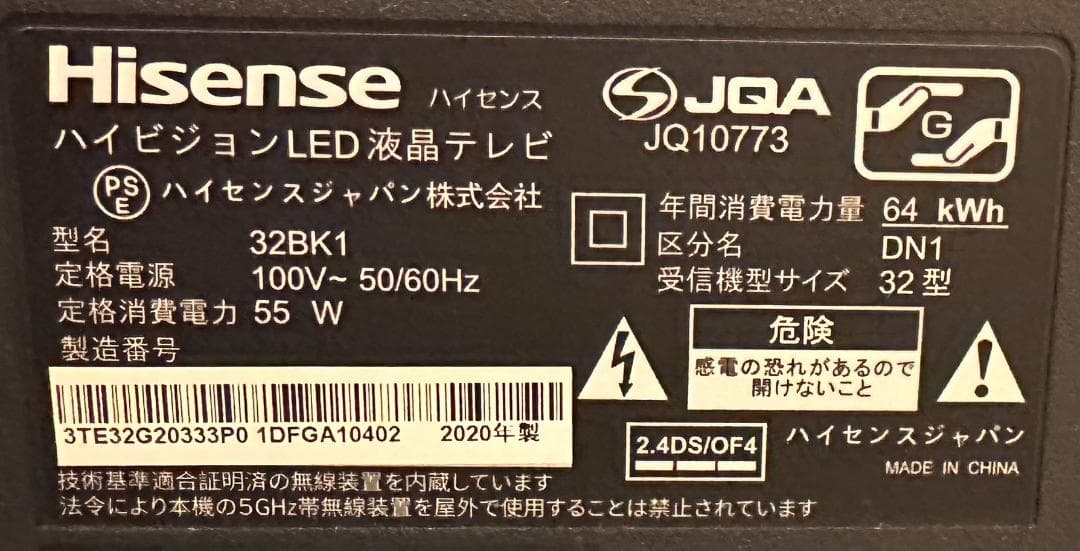 Hisense ハイセンス
ハイビジョンLED液晶テレビ
PSE ハイセンスジャパン株式会社
型名 32BK1
定格電源 100V~ 50/60Hz
定格消費電力 55 W
製造番号
3TE32G20333P0 1DFGA10402 2020年製
技術基準適合証明済の無線装置を内蔵しています
法令により本機の5GHz帯無線装置を屋外で使用することは禁止されています
JQA
JQ10773
G
年間消費電力量 64 kWh
区分名 DN1
受信機型サイズ 32型
危険
感電の恐れがあるので
開けないこと
2.4DS/OF4
ハイセンスジャパン
MADE IN CHINA